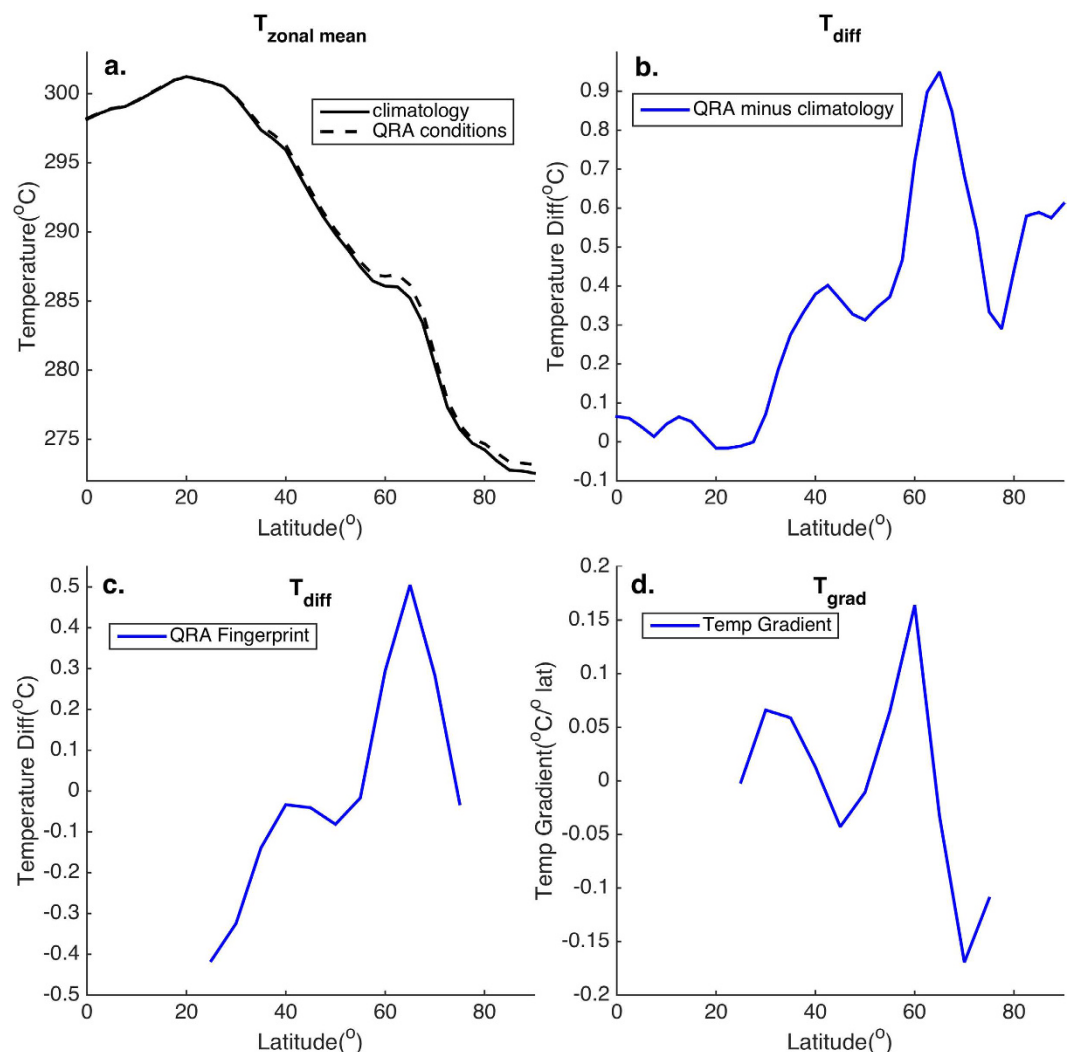 T zonal mean
a.
climatology
QRA conditions
Temperature(°C)
300
295
290
285
280
275
0 20 40 60 80
Latitude(°)
T diff
b.
QRA minus climatology
Temperature Diff(°C)
0.9
0.8
0.7
0.6
0.5
0.4
0.3
0.2
0.1
0
-0.1
0 20 40 60 80
Latitude(°)
c.
T diff
QRA Fingerprint
Temperature Diff(°C)
0.5
0.4
0.3
0.2
0.1
0
-0.1
-0.2
-0.3
-0.4
-0.5
0 20 40 60 80
Latitude(°)
d.
T grad
Temp Gradient
Temp Gradient(°C/° lat)
0.2
0.15
0.1
0.05
0
-0.05
-0.1
-0.15
-0.2
0 20 40 60 80
Latitude(°)